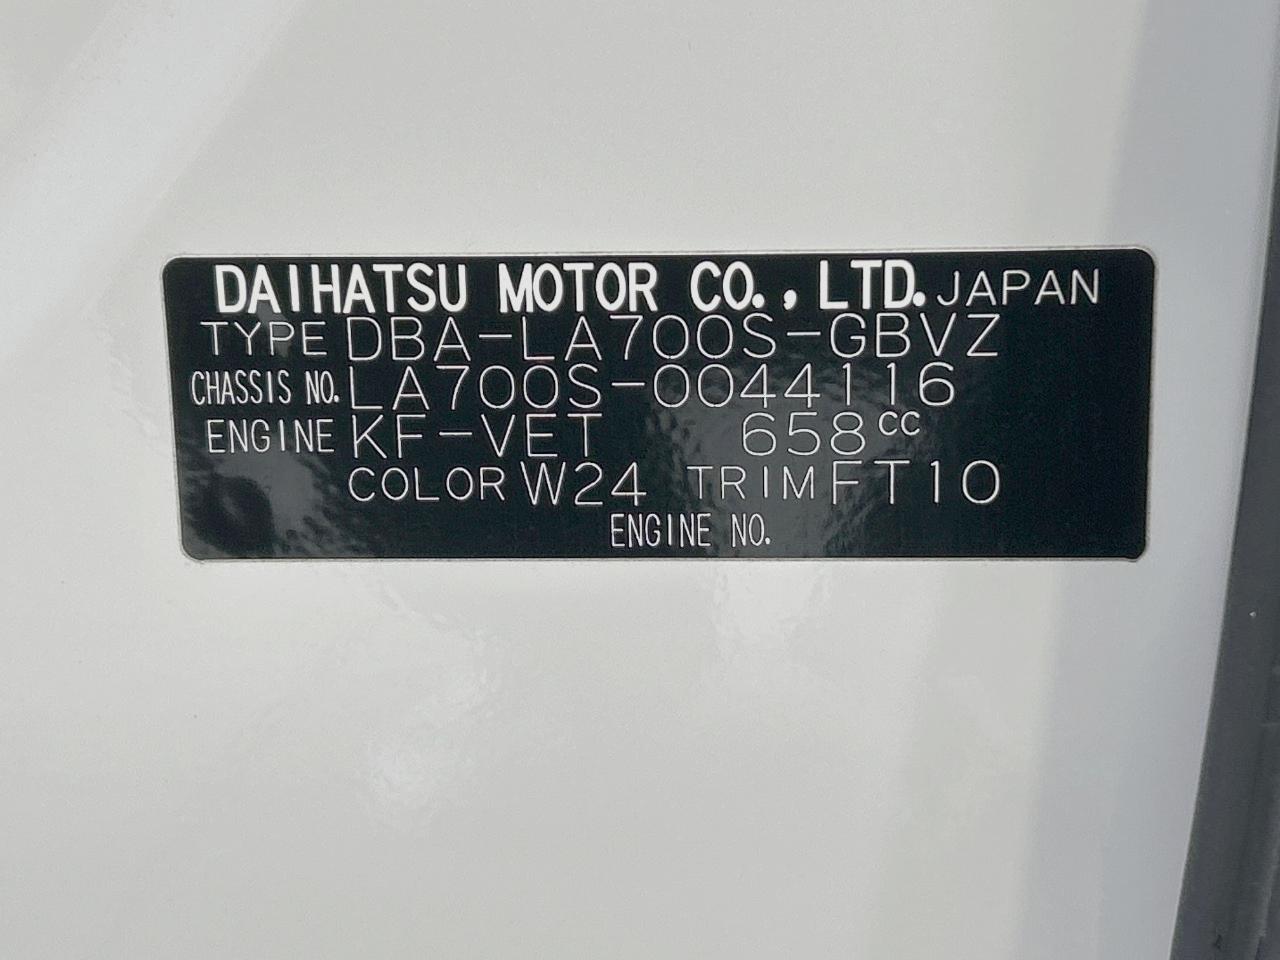 DAIHATSU MOTOR CO., LTD. JAPAN
TYPE DBA-LA700S-GBVZ
CHASSIS NO. LA700S-0044116
ENGINE KF-VET 658CC
COLOR W24 TRIM FT10
ENGINE NO.